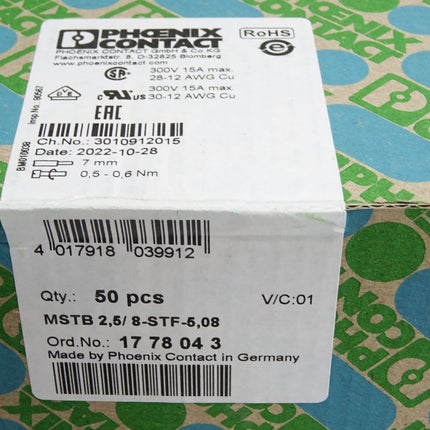 PHOENIX
CONTACT
RoHS
PHOENIX CONTACT GmbH & Co KG
Flachsmarktstr. 8, D-32825 Blomberg
www.phoenixcontact.com
300V 15A max.
28-12 AWG Cu
300V 15A max.
30-12 AWG Cu
EAC
Ch.No.: 3010912015
Date: 2022-10-28
7 mm
0,5 - 0,6 Nm
4 017918 039912
Qty.: 50 pcs V/C:01
MSTB 2,5/ 8-STF-5,08
Ord.No.: 17 78 04 3
Made by Phoenix Contact in Germany